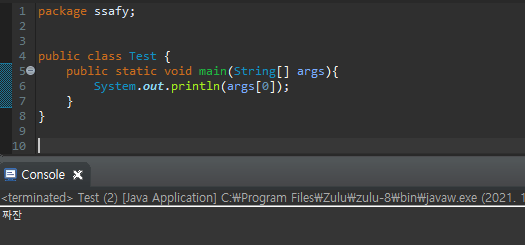 1 package ssafy;
2
3
4 public class Test {
5 public static void main(String[] args){
6 System.out.println(args[0]);
7 }
8 }
9
10
Console
<terminated> Test (2) [Java Application] C:₩Program Files₩Zulu₩zulu-8₩bin₩javaw.exe (2021. 1
짜잔